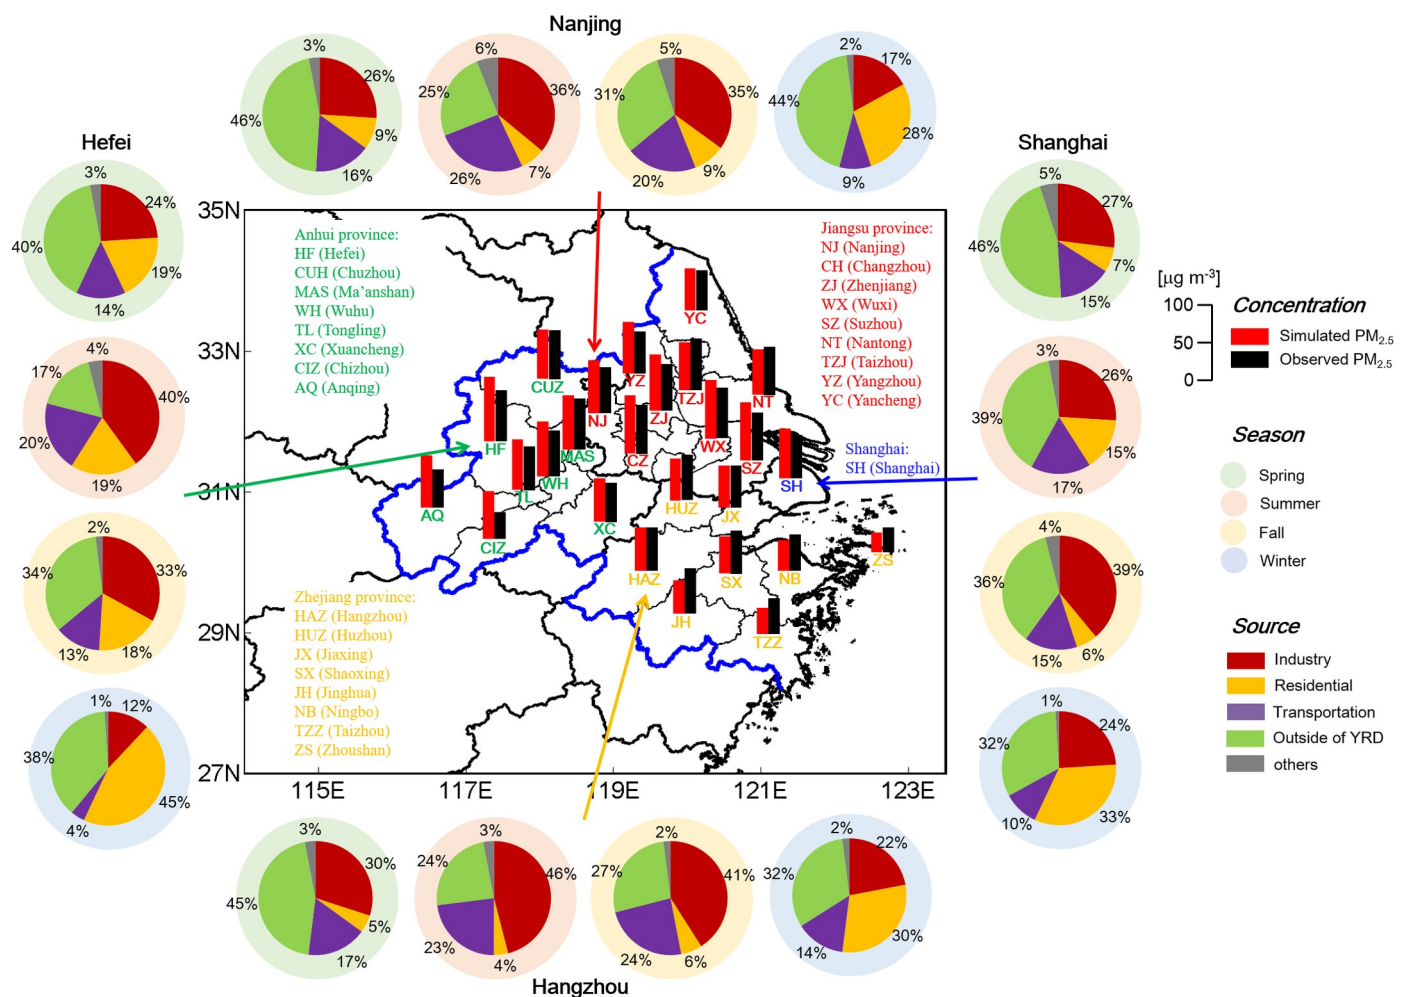 Nanjing
3%
26%
9%
16%
46%
6%
36%
7%
26%
25%
5%
35%
9%
20%
31%
2%
17%
28%
9%
44%
Hefei
3%
24%
19%
14%
40%
4%
40%
19%
20%
17%
2%
33%
18%
13%
34%
1%
12%
45%
4%
38%
35N
33N
31N
29N
27N
115E
117E
119E
121E
123E
Anhui province:
HF (Hefei)
CUH (Chuzhou)
MAS (Ma’anshan)
WH (Wuhu)
TL (Tongling)
XC (Xuancheng)
CIZ (Chizhou)
AQ (Anqing)
Jiangsu province:
NJ (Nanjing)
CH (Changzhou)
ZJ (Zhenjiang)
WX (Wuxi)
SZ (Suzhou)
NT (Nantong)
TZJ (Taizhou)
YZ (Yangzhou)
YC (Yancheng)
Shanghai:
SH (Shanghai)
Zhejiang province:
HAZ (Hangzhou)
HUZ (Huzhou)
JX (Jiaxing)
SX (Shaoxing)
JH (Jinghua)
NB (Ningbo)
TZZ (Taizhou)
ZS (Zhoushan)
YC
CUZ
YZ
NJ
ZJ
TZJ
NT
HF
MAS
CZ
WX
SZ
SH
TL
WH
AQ
CIZ
XC
HUZ
JX
HAZ
SX
NB
ZS
JH
TZZ
Shanghai
5%
27%
7%
15%
46%
3%
26%
15%
17%
39%
4%
39%
6%
15%
36%
1%
24%
33%
10%
32%
[μg m-3]
100
50
0
Concentration
Simulated PM2.5
Observed PM2.5
Season
Spring
Summer
Fall
Winter
Source
Industry
Residential
Transportation
Outside of YRD
others
3%
30%
5%
17%
45%
3%
46%
4%
23%
24%
2%
41%
6%
24%
27%
2%
22%
30%
14%
32%
Hangzhou